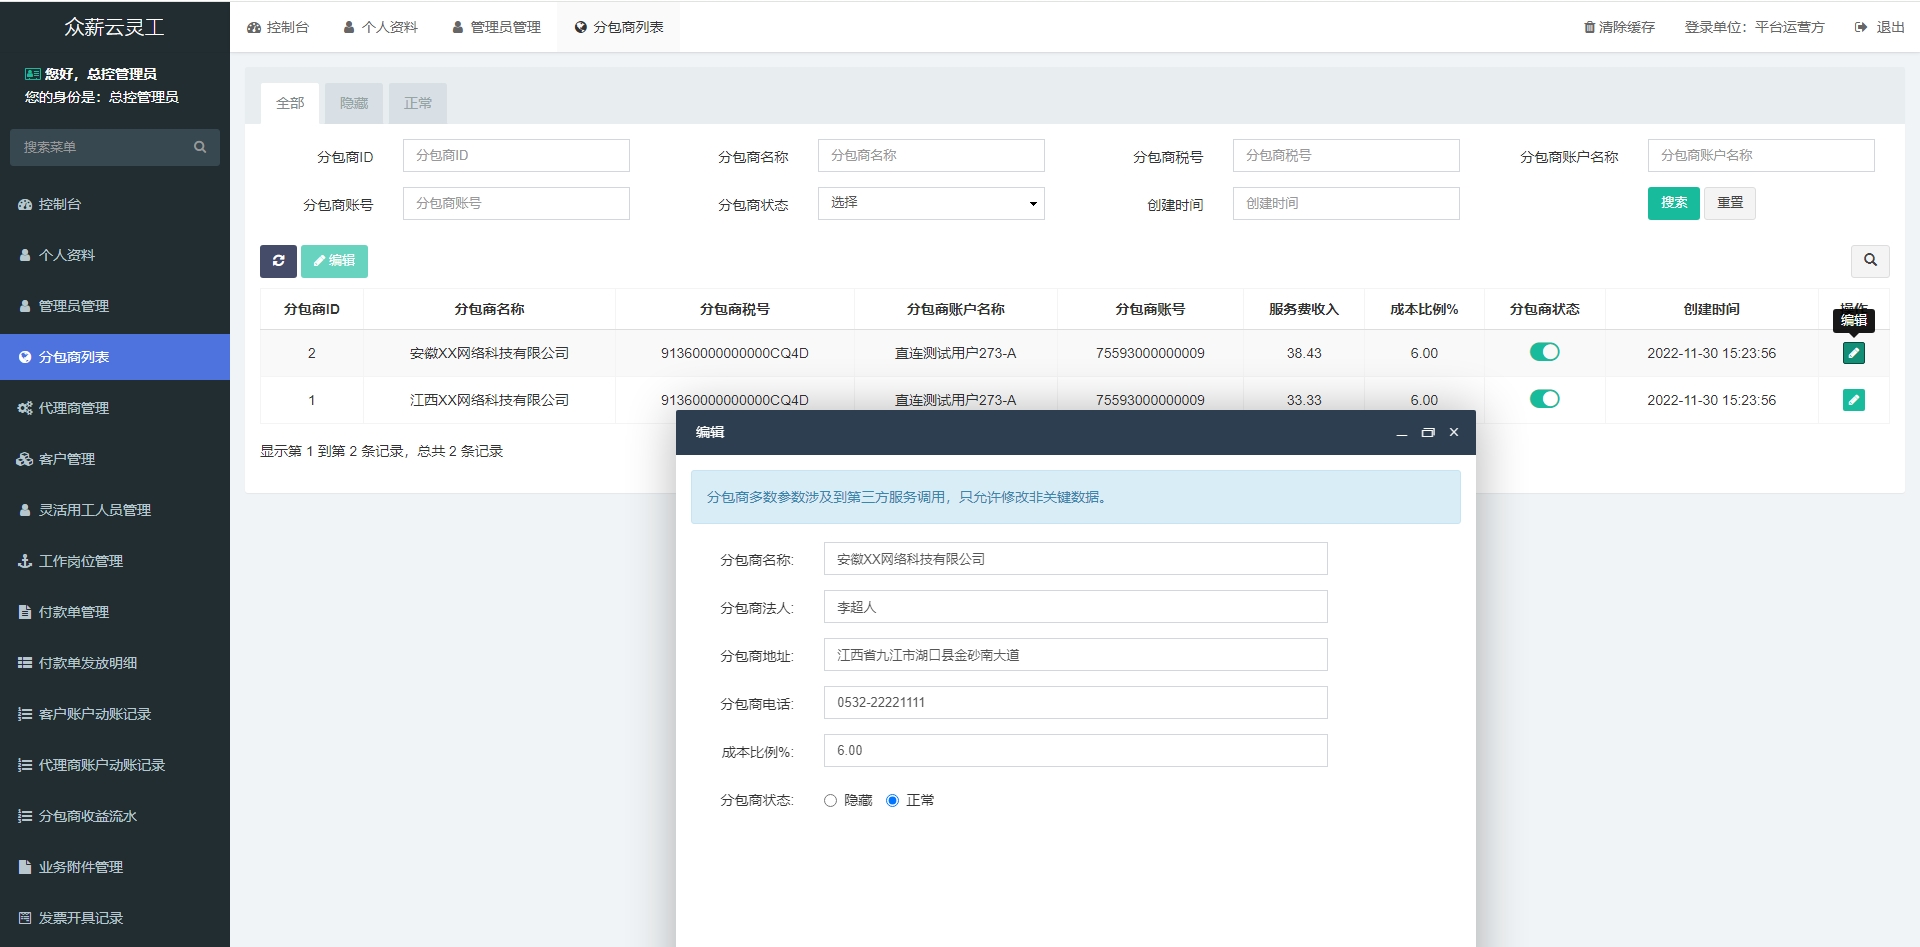 众薪云灵工
您好，总控管理员
您的身份是：总控管理员
搜索菜单
控制台
个人资料
管理员管理
分包商列表
代理商管理
客户管理
灵活用工人员管理
工作岗位管理
付款单管理
付款单发放明细
客户账户动账记录
代理商账户动账记录
分包商收益流水
业务附件管理
发票开具记录
控制台 个人资料 管理员管理 分包商列表 清除缓存 登录单位：平台运营方 退出
全部 隐藏 正常
分包商ID 分包商ID 分包商名称 分包商名称 分包商税号 分包商税号 分包商账户名称 分包商账户名称
分包商账号 分包商账号 分包商状态 选择 创建时间 创建时间 搜索 重置
编辑
分包商ID 分包商名称 分包商税号 分包商账户名称 分包商账号 服务费收入 成本比例% 分包商状态 创建时间 操作
编辑
2 安徽XX网络科技有限公司 91360000000000CQ4D 直连测试用户273-A 75593000000009 38.43 6.00 2022-11-30 15:23:56
1 江西XX网络科技有限公司 91360000000000CQ4D 直连测试用户273-A 75593000000009 33.33 6.00 2022-11-30 15:23:56
显示第 1 到第 2 条记录，总共 2 条记录
编辑
分包商多数参数涉及到第三方服务调用，只允许修改非关键数据。
分包商名称: 安徽XX网络科技有限公司
分包商法人: 李超人
分包商地址: 江西省九江市湖口县金砂南大道
分包商电话: 0532-22221111
成本比例%: 6.00
分包商状态: 隐藏 正常